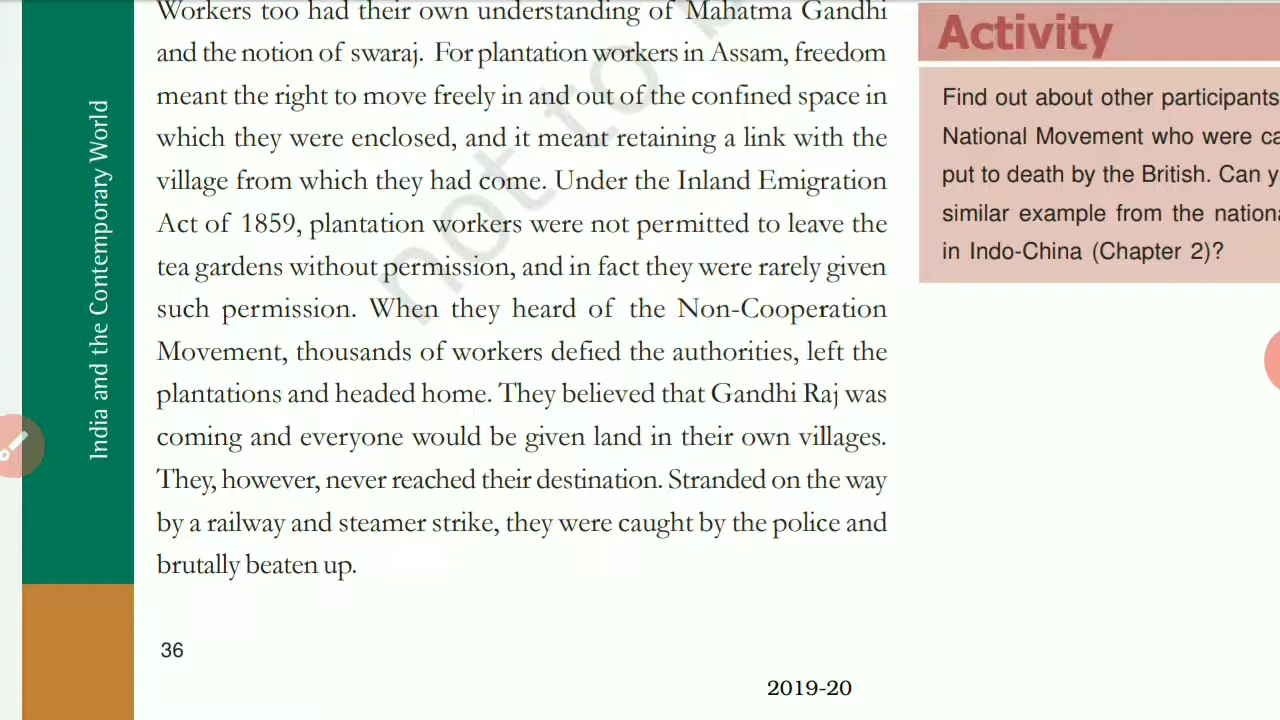 Workers too had their own understanding of Mahatma Gandhi
and the notion of swaraj. For plantation workers in Assam, freedom
meant the right to move freely in and out of the confined space in
which they were enclosed, and it meant retaining a link with the
village from which they had come. Under the Inland Emigration
Act of 1859, plantation workers were not permitted to leave the
tea gardens without permission, and in fact they were rarely given
such permission. When they heard of the Non-Cooperation
Movement, thousands of workers defied the authorities, left the
plantations and headed home. They believed that Gandhi Raj was
coming and everyone would be given land in their own villages.
They, however, never reached their destination. Stranded on the way
by a railway and steamer strike, they were caught by the police and
brutally beaten up.
Activity
Find out about other participants
National Movement who were
put to death by the British. Can
similar example from the
in Indo-China (Chapter 2)?
India and the Contemporary World
not to
36
2019-20